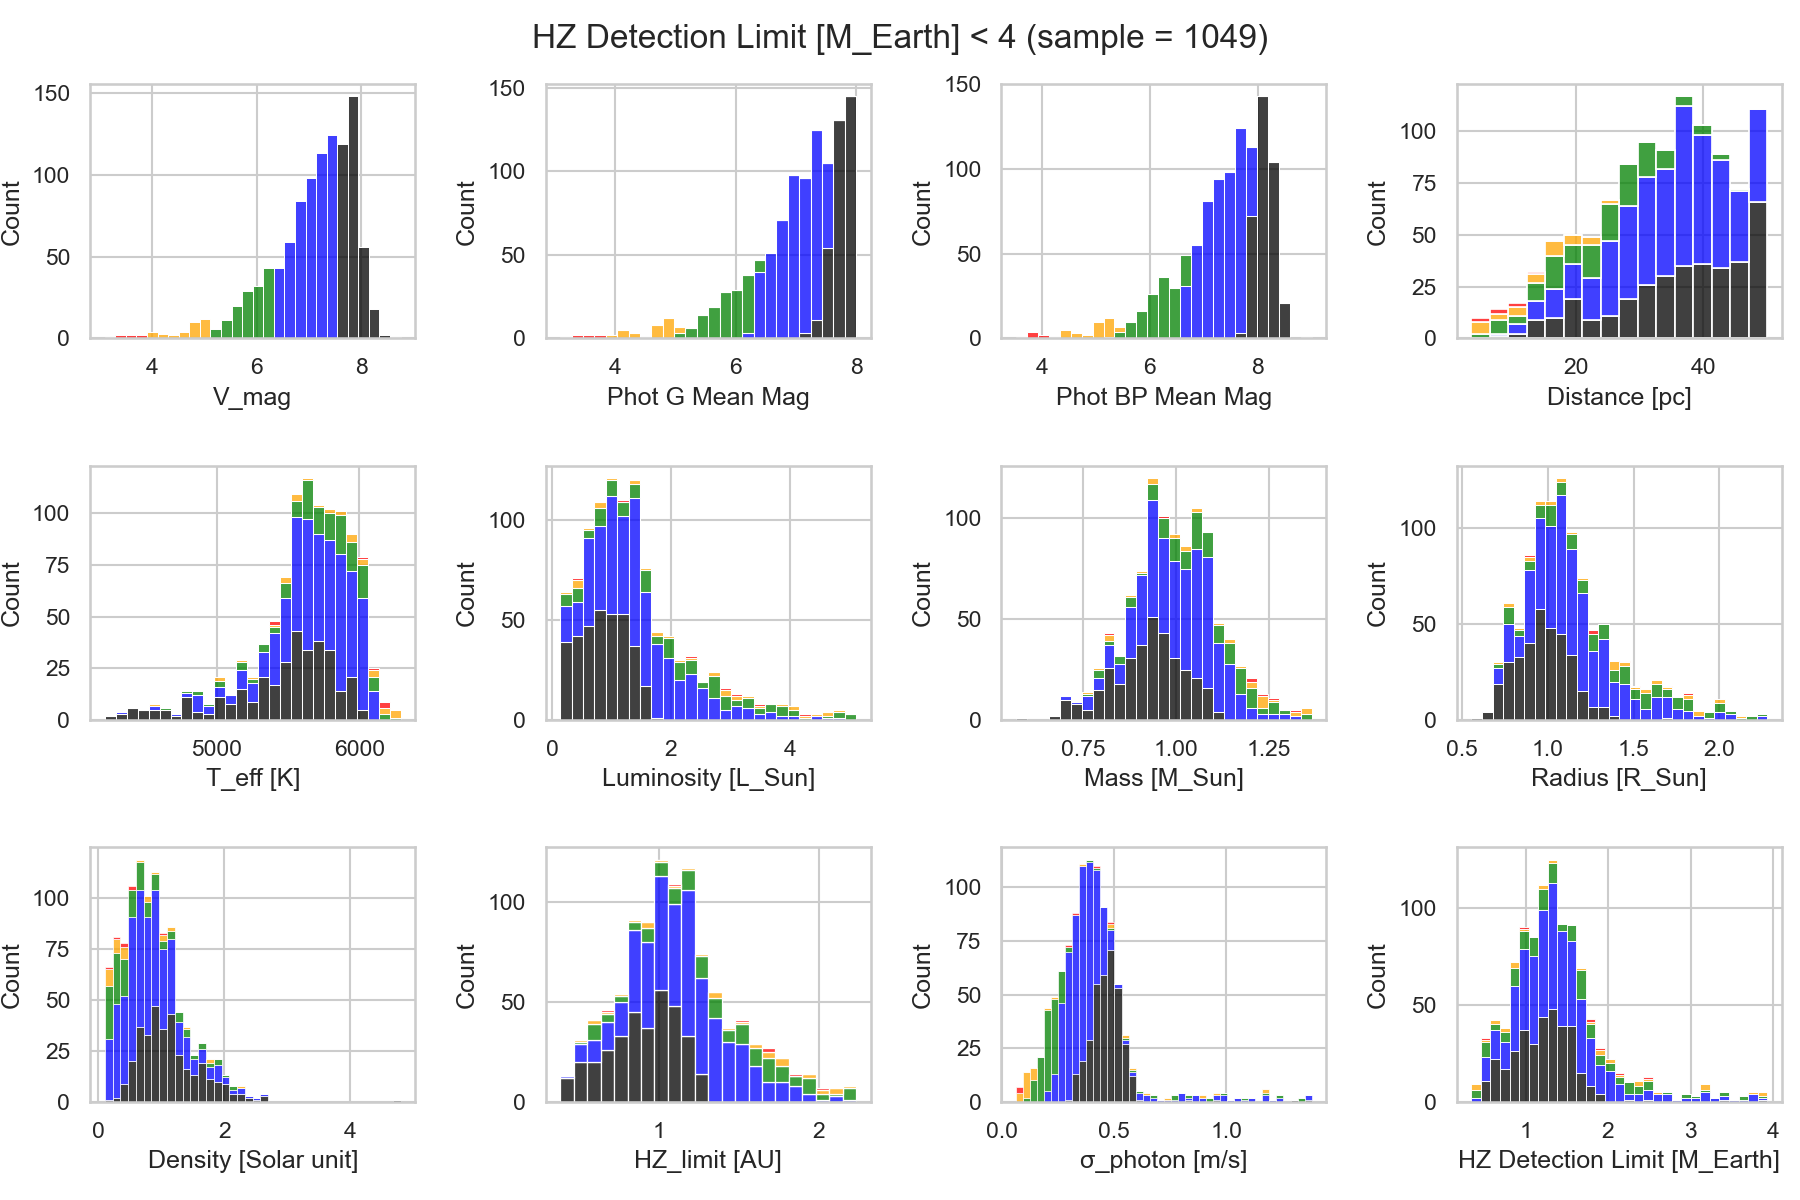 HZ Detection Limit [M_Earth] < 4 (sample = 1049)
Count
150
100
50
0
4 6 8
V_mag
Count
150
100
50
0
4 6 8
Phot G Mean Mag
Count
150
100
50
0
4 6 8
Phot BP Mean Mag
Count
100
75
50
25
0
20 40
Distance [pc]
Count
100
75
50
25
0
5000 6000
T_eff [K]
Count
100
50
0
0 2 4
Luminosity [L_Sun]
Count
100
50
0
0.75 1.00 1.25
Mass [M_Sun]
Count
100
50
0
0.5 1.0 1.5 2.0
Radius [R_Sun]
Count
100
75
50
25
0
0 2 4
Density [Solar unit]
Count
100
50
0
1 2
HZ_limit [AU]
Count
100
75
50
25
0
0.0 0.5 1.0
σ_photon [m/s]
Count
100
50
0
1 2 3 4
HZ Detection Limit [M_Earth]